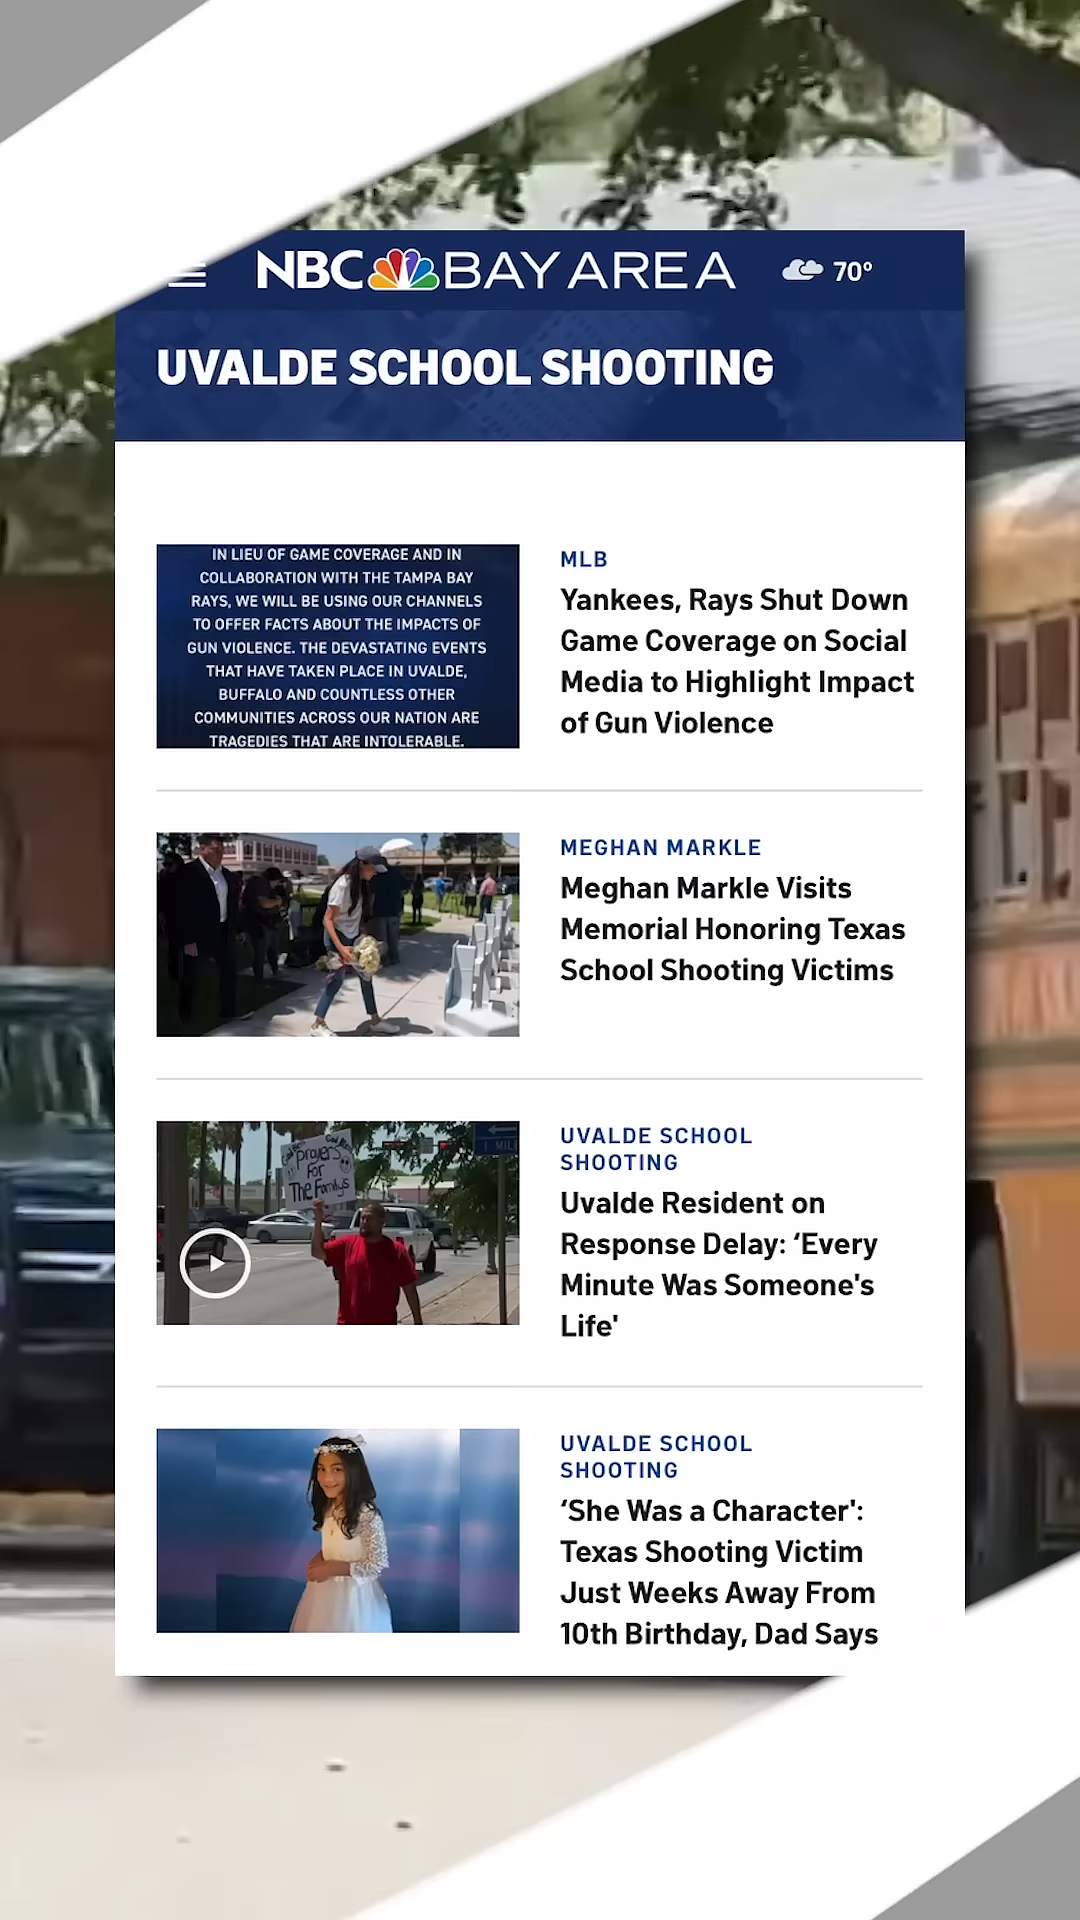 NBC BAY AREA 70°
UVALDE SCHOOL SHOOTING
IN LIEU OF GAME COVERAGE AND IN
COLLABORATION WITH THE TAMPA BAY
RAYS, WE WILL BE USING OUR CHANNELS
TO OFFER FACTS ABOUT THE IMPACTS OF
GUN VIOLENCE. THE DEVASTATING EVENTS
THAT HAVE TAKEN PLACE IN UVALDE,
BUFFALO AND COUNTLESS OTHER
COMMUNITIES ACROSS OUR NATION ARE
TRAGEDIES THAT ARE INTOLERABLE.
MLB
Yankees, Rays Shut Down
Game Coverage on Social
Media to Highlight Impact
of Gun Violence
MEGHAN MARKLE
Meghan Markle Visits
Memorial Honoring Texas
School Shooting Victims
Prayers
For
The Familys
1 MILE
UVALDE SCHOOL
SHOOTING
Uvalde Resident on
Response Delay: ‘Every
Minute Was Someone's
Life'
UVALDE SCHOOL
SHOOTING
‘She Was a Character':
Texas Shooting Victim
Just Weeks Away From
10th Birthday, Dad Says